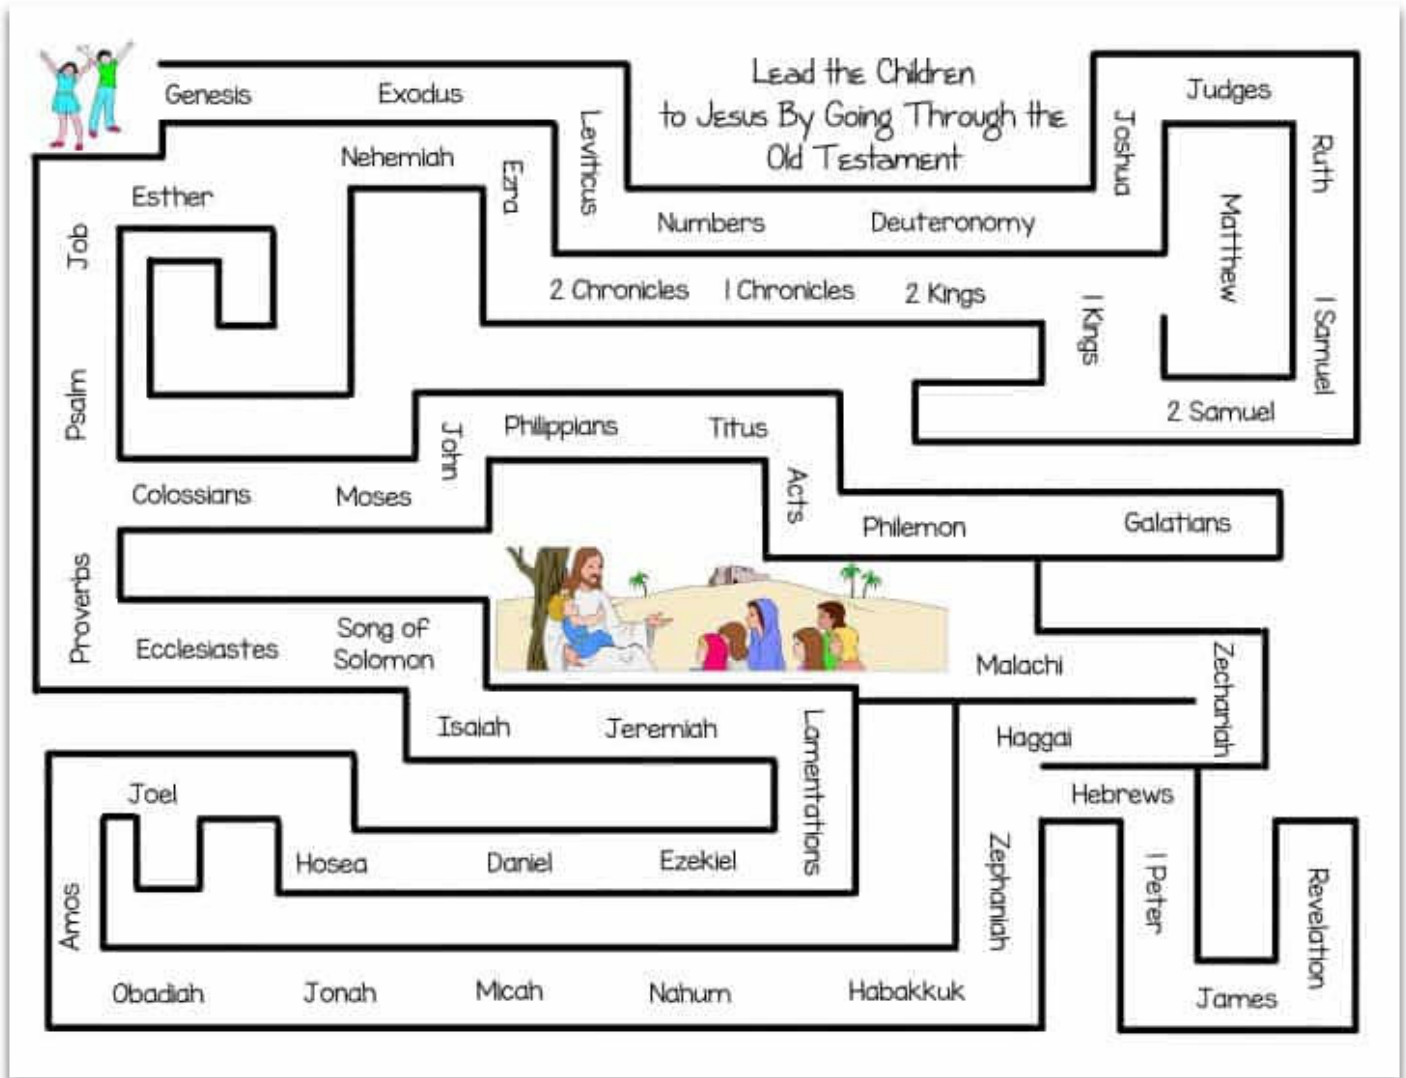 Lead the Children
to Jesus By Going Through the
Old Testament
Genesis
Exodus
Leviticus
Numbers
Deuteronomy
Joshua
Judges
Ruth
Matthew
1 Samuel
2 Samuel
1 Kings
2 Kings
1 Chronicles
2 Chronicles
Ezra
Nehemiah
Esther
Job
Psalm
Colossians
Moses
John
Philippians
Titus
Acts
Philemon
Galatians
Proverbs
Ecclesiastes
Song of
Solomon
Isaiah
Jeremiah
Lamentations
Ezekiel
Daniel
Hosea
Joel
Amos
Obadiah
Jonah
Micah
Nahum
Habakkuk
Zephaniah
Haggai
Zechariah
Malachi
Hebrews
1 Peter
James
Revelation